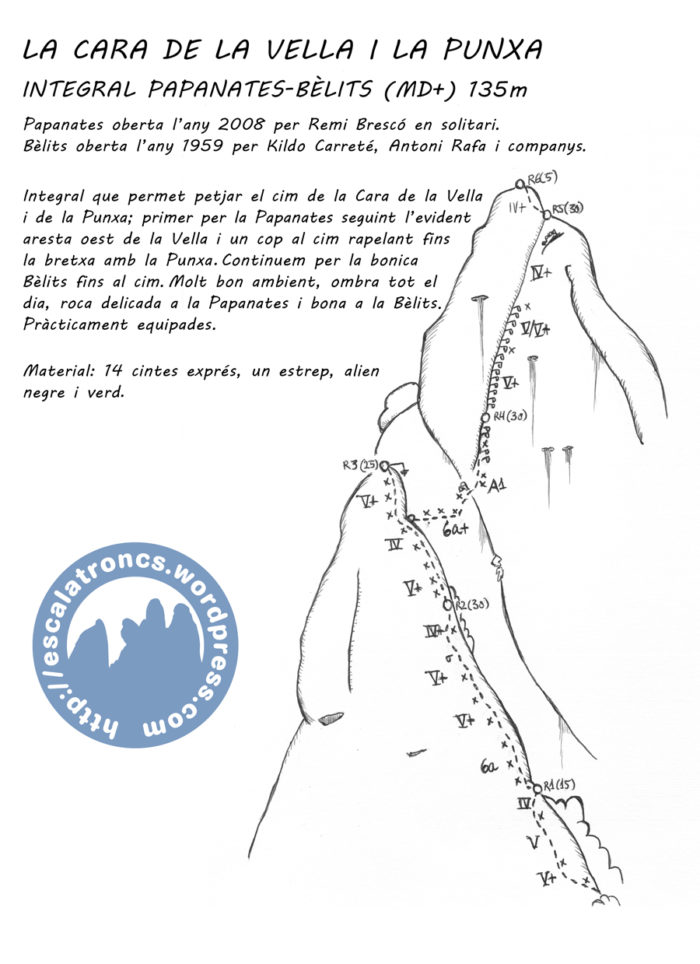 LA CARA DE LA VELLA I LA PUNXA
INTEGRAL PAPANATES-BÈLITS (MD+) 135m
Papanates oberta l'any 2008 per Remi Brescó en solitari.
Bèlits oberta l'any 1959 per Kildo Carreté, Antoni Rafa i companys.
Integral que permet petjar el cim de la Cara de la Vella
i de la Punxa; primer per la Papanates seguint l'evident
aresta oest de la Vella i un cop al cim rapelant fins
la bretxa amb la Punxa. Continuem per la bonica
Bèlits fins al cim. Molt bon ambient, ombra tot el
dia, roca delicada a la Papanates i bona a la Bèlits.
Pràcticament equipades.
Material: 14 cintes exprés, un estrep, alien
negre i verd.
R6(5)
IV+
R5(30)
IV+
V/V+
V+
R4(30)
R3(25)
A1
V+
6a+
IV
V+
R2(30)
IV+
V+
V+
6a
R1(15)
IV
V
V+
http://escalatroncs.wordpress.com